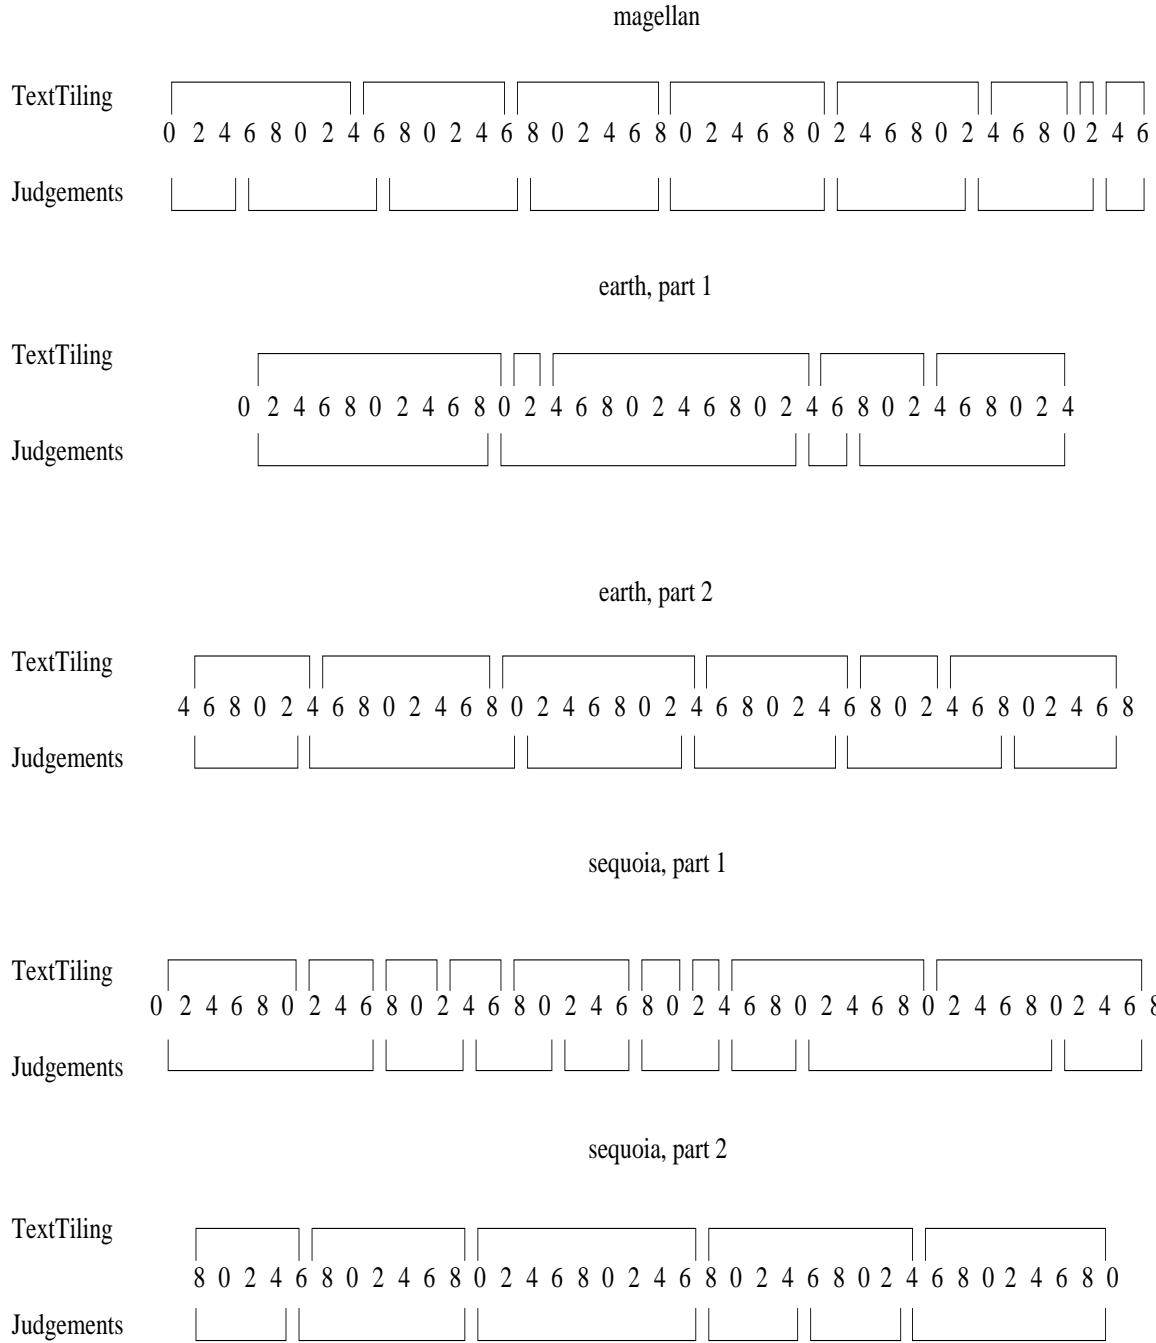 magellan
TextTiling
0 2 4 6 8 0 2 4 6 8 0 2 4 6 8 0 2 4 6 8 0 2 4 6 8 0 2 4 6 8 0 2 4 6 8 0 2 4 6
Judgements
earth, part 1
TextTiling
0 2 4 6 8 0 2 4 6 8 0 2 4 6 8 0 2 4 6 8 0 2 4 6 8 0 2 4 6 8 0 2 4
Judgements
earth, part 2
TextTiling
4 6 8 0 2 4 6 8 0 2 4 6 8 0 2 4 6 8 0 2 4 6 8 0 2 4 6 8 0 2 4 6 8 0 2 4 6 8
Judgements
sequoia, part 1
TextTiling
0 2 4 6 8 0 2 4 6 8 0 2 4 6 8 0 2 4 6 8 0 2 4 6 8 0 2 4 6 8 0 2 4 6 8 0 2 4 6 8
Judgements
sequoia, part 2
TextTiling
8 0 2 4 6 8 0 2 4 6 8 0 2 4 6 8 0 2 4 6 8 0 2 4 6 8 0 2 4 6 8 0 2 4 6 8 0
Judgements